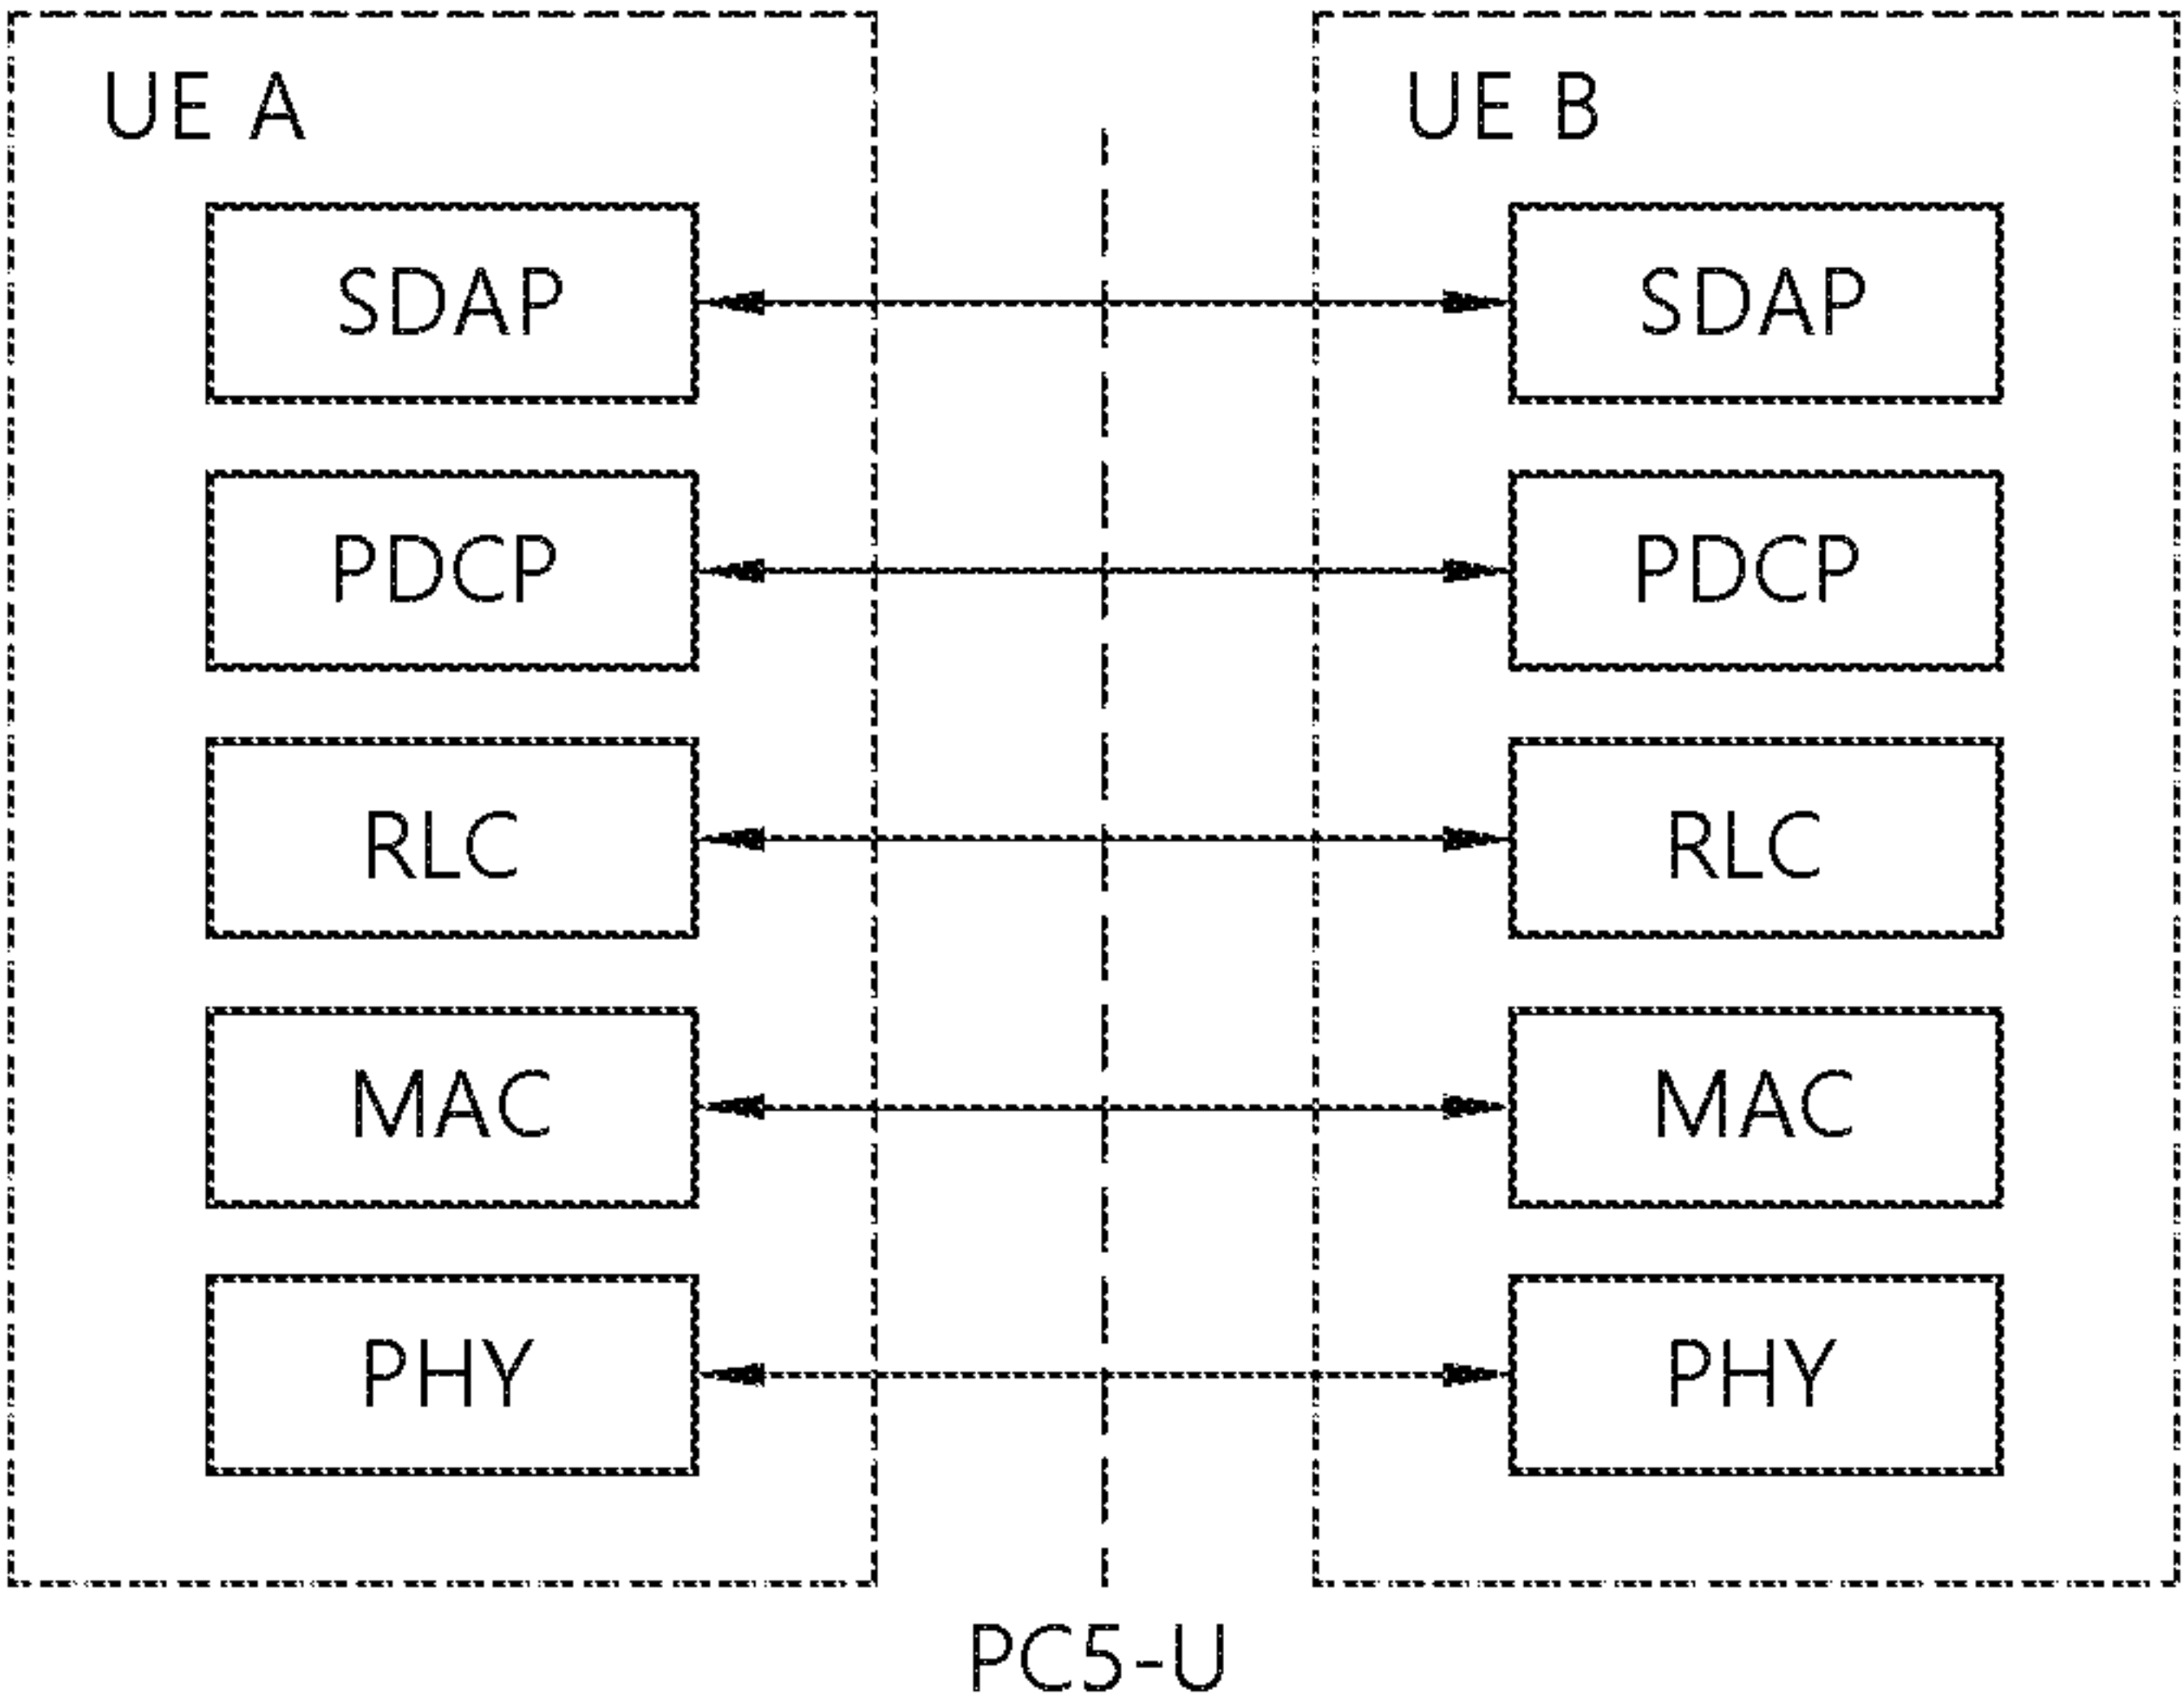 UE A
UE B
SDAP
SDAP
PDCP
PDCP
RLC
RLC
MAC
MAC
PHY
PHY
PC5-U